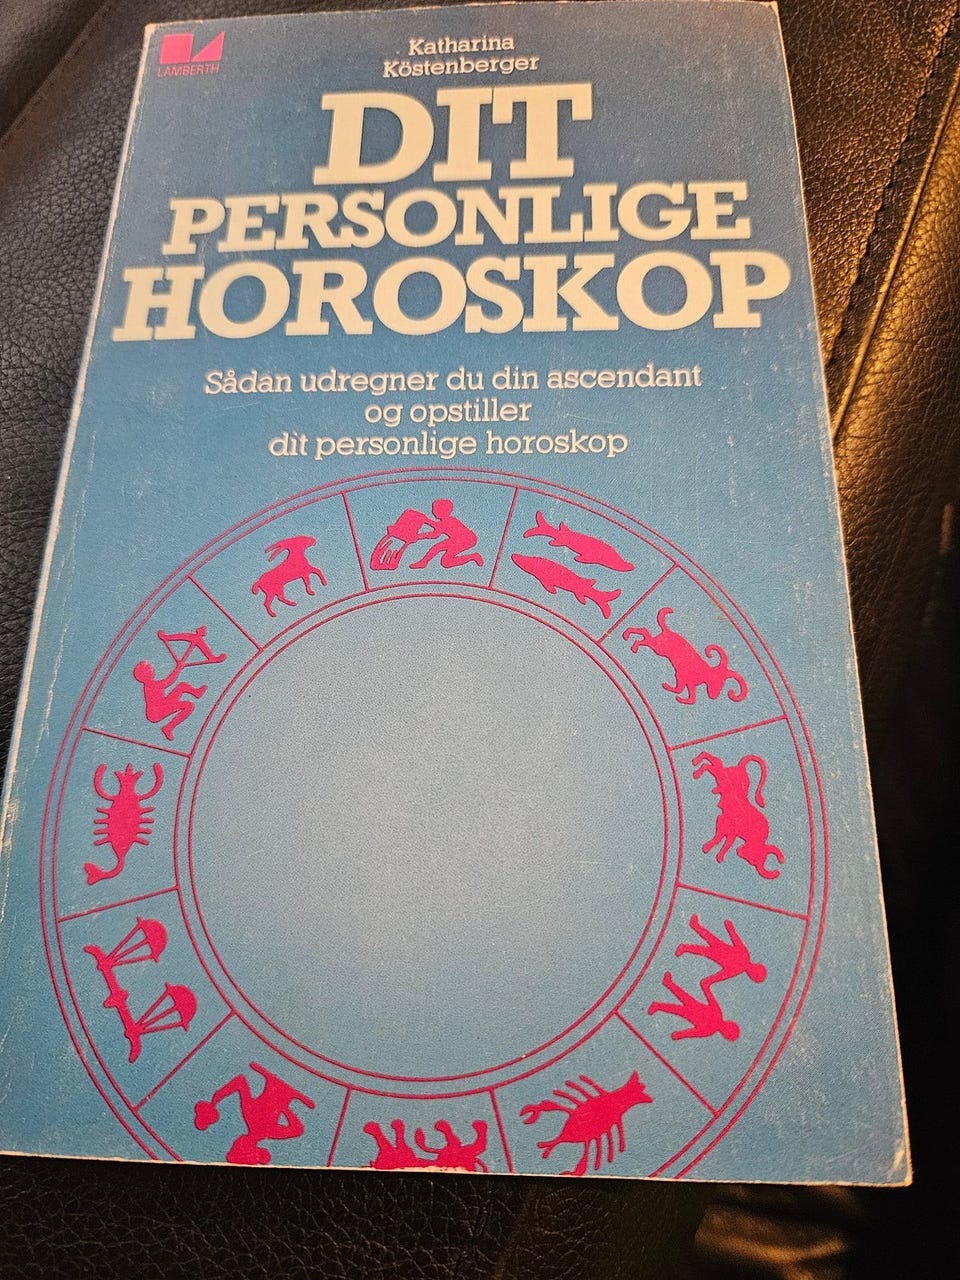 LAMBERTH
Katharina
Köstenberger
DIT
PERSONLIGE
HOROSKOP
Sådan udregner du din ascendant
og opstiller
dit personlige horoskop